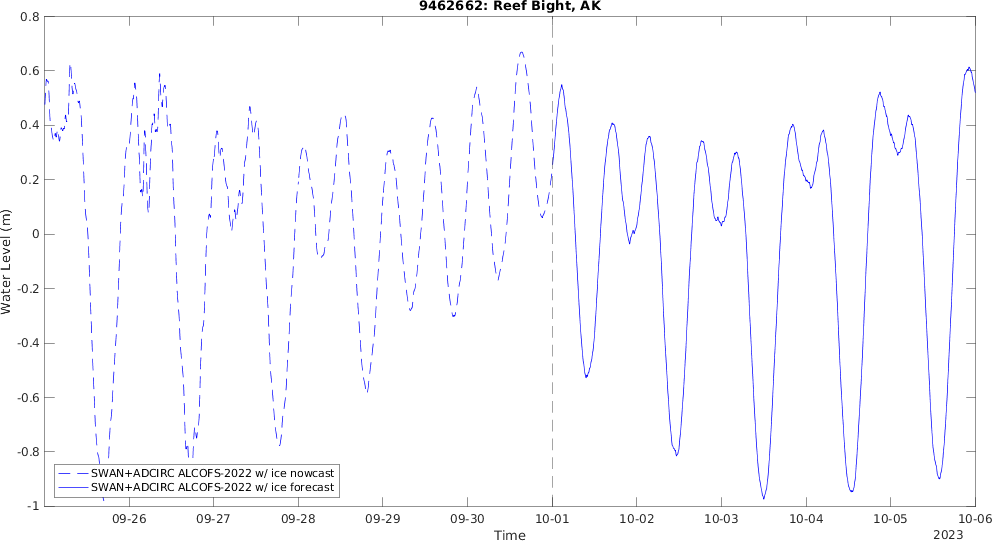 9462662: Reef Bight, AK
Water Level (m)
0.8
0.6
0.4
0.2
0
-0.2
-0.4
-0.6
-0.8
-1
SWAN+ADCIRC ALCOFS-2022 w/ ice nowcast
SWAN+ADCIRC ALCOFS-2022 w/ ice forecast
09-26 09-27 09-28 09-29 09-30 10-01 10-02 10-03 10-04 10-05 10-06
Time
2023